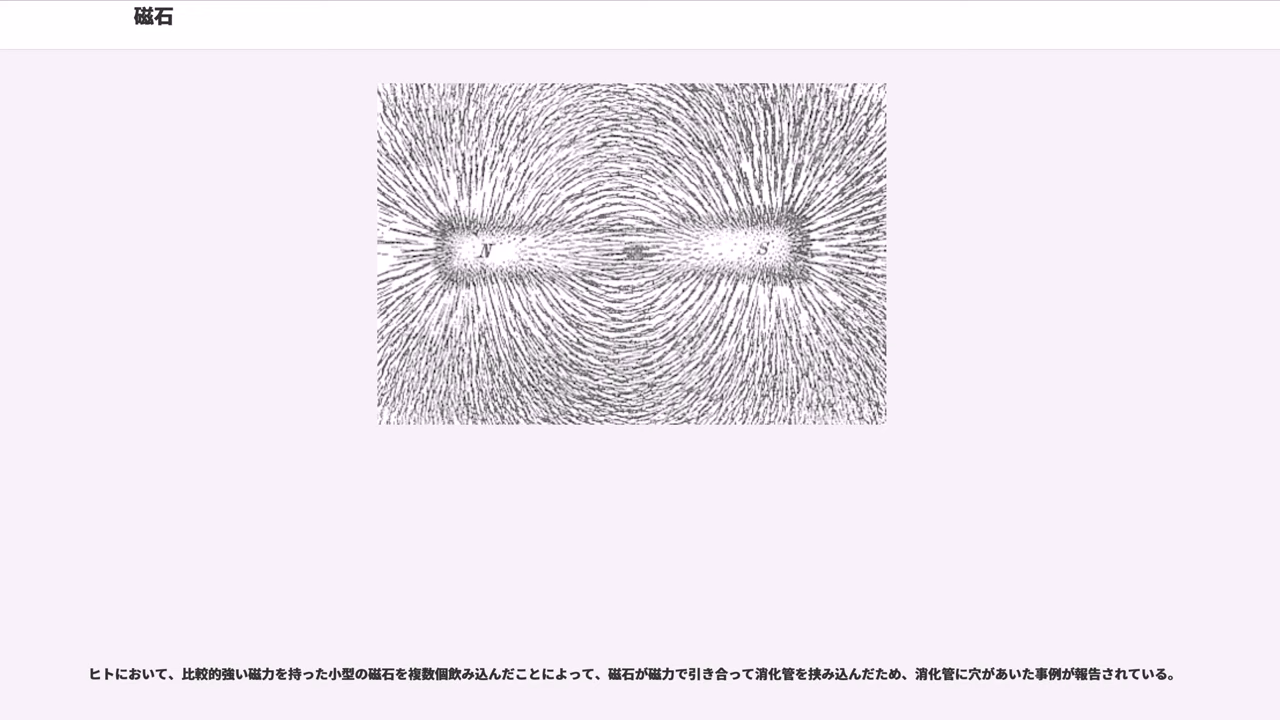 磁石
N
S
ヒトにおいて、比較的強い磁力を持った小型の磁石を複数個飲み込んだことによって、磁石が磁力で引き合って消化管を挟み込んだため、消化管に穴があいた事例が報告されている。